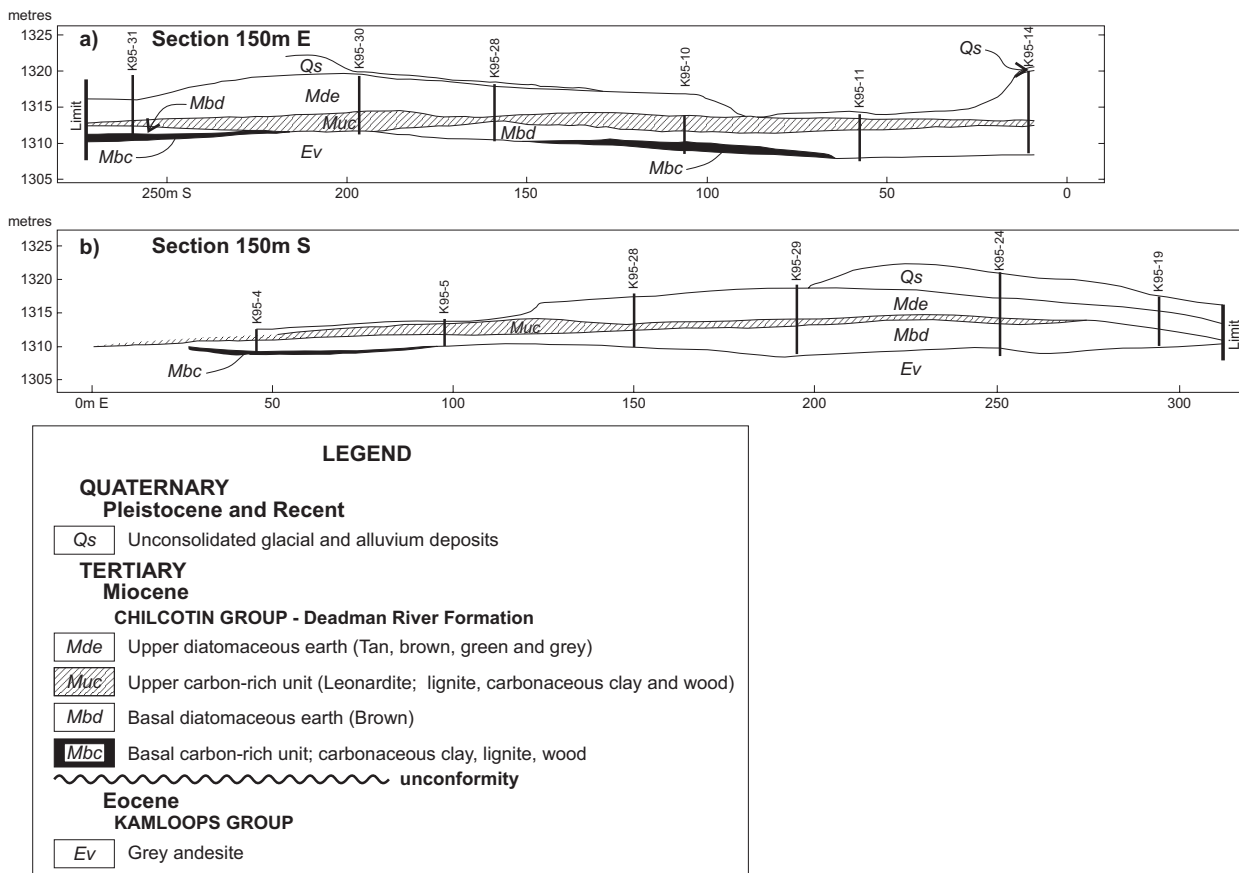 metres
1325
1320
1315
1310
1305
a) Section 150m E
K95-31
K95-30
K95-28
K95-10
K95-11
K95-14
Qs
Qs
Mbd
Mde
Muc
Mbd
Limit
Mbc
Ev
Mbc
250m S 200 150 100 50 0
metres
1325
1320
1315
1310
1305
b) Section 150m S
K95-4
K95-5
K95-28
K95-29
K95-24
K95-19
Qs
Mde
Muc
Mbd
Mbc
Ev
Limit
0m E 50 100 150 200 250 300
LEGEND
QUATERNARY
Pleistocene and Recent
Qs Unconsolidated glacial and alluvium deposits
TERTIARY
Miocene
CHILCOTIN GROUP - Deadman River Formation
Mde Upper diatomaceous earth (Tan, brown, green and grey)
Muc Upper carbon-rich unit (Leonardite; lignite, carbonaceous clay and wood)
Mbd Basal diatomaceous earth (Brown)
Mbc Basal carbon-rich unit; carbonaceous clay, lignite, wood
unconformity
Eocene
KAMLOOPS GROUP
Ev Grey andesite